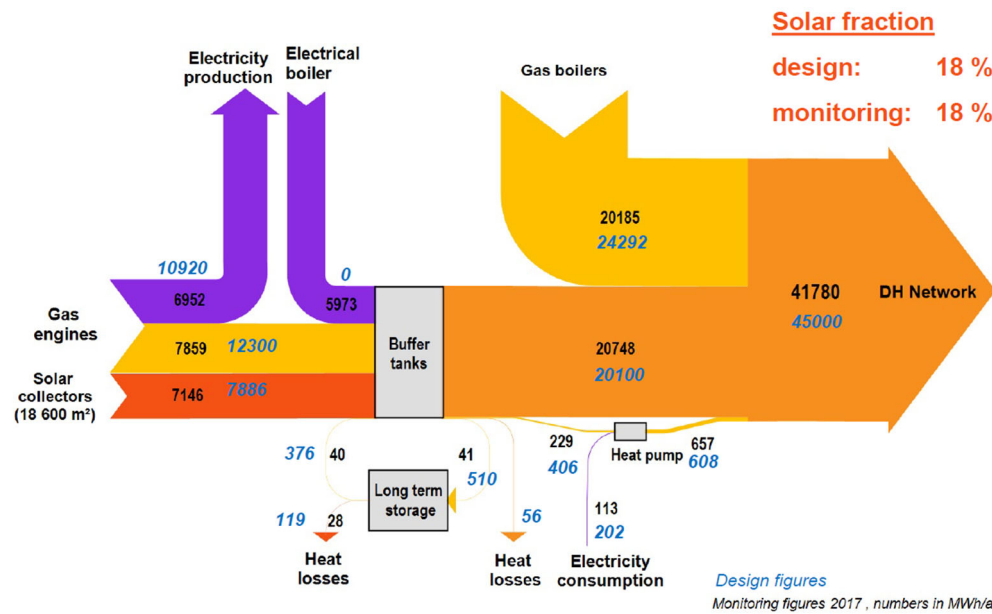 Solar fraction
design: 18 %
monitoring: 18 %
Electricity
production
Electrical
boiler
Gas boilers
10920
0
6952
5973
20185
24292
Gas
engines
7859
12300
Buffer
tanks
20748
20100
41780
45000
DH Network
Solar
collectors
(18 600 m²)
7146
7886
376
40
41
510
229
406
Heat pump
657
608
Long term
storage
119
28
56
113
202
Heat
losses
Heat
losses
Electricity
consumption
Design figures
Monitoring figures 2017 , numbers in MWh/a